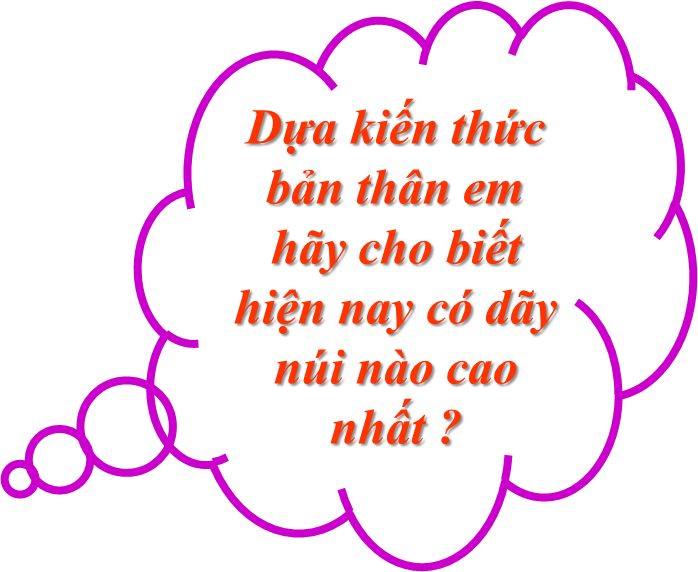 Dựa kiến thức
bản thân em
hãy cho biết
hiện nay có dãy
núi nào cao
nhất ?